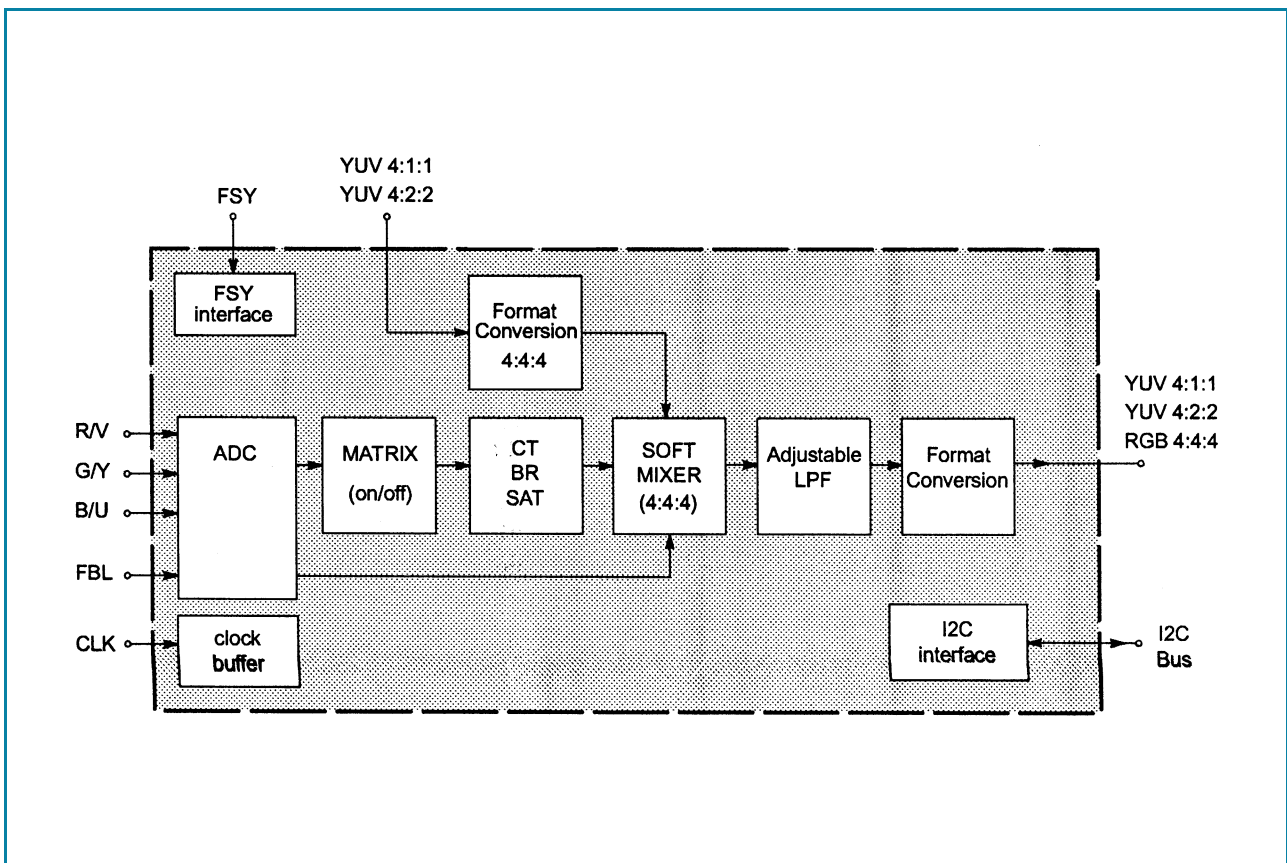 YUV 4:1:1
YUV 4:2:2
FSY
FSY
interface
Format
Conversion
4:4:4
YUV 4:1:1
YUV 4:2:2
RGB 4:4:4
R/V
G/Y
B/U
FBL
CLK
ADC
MATRIX
(on/off)
CT
BR
SAT
SOFT
MIXER
(4:4:4)
Adjustable
LPF
Format
Conversion
clock
buffer
I2C
interface
I2C
Bus